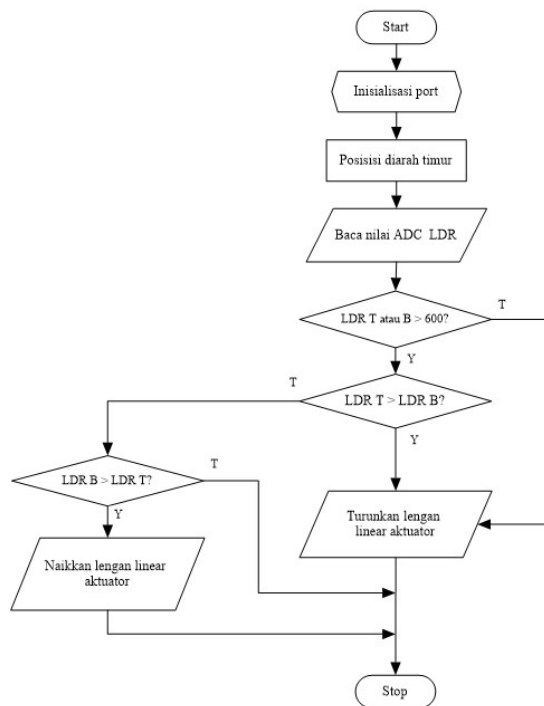 Start
Inisialisasi port
Posisisi diarah timur
Baca nilai ADC LDR
LDR T atau B > 600?
T
Y
LDR T > LDR B?
T
Y
LDR B > LDR T?
T
Y
Turunkan lengan
linear aktuator
Naikkan lengan linear
aktuator
Stop